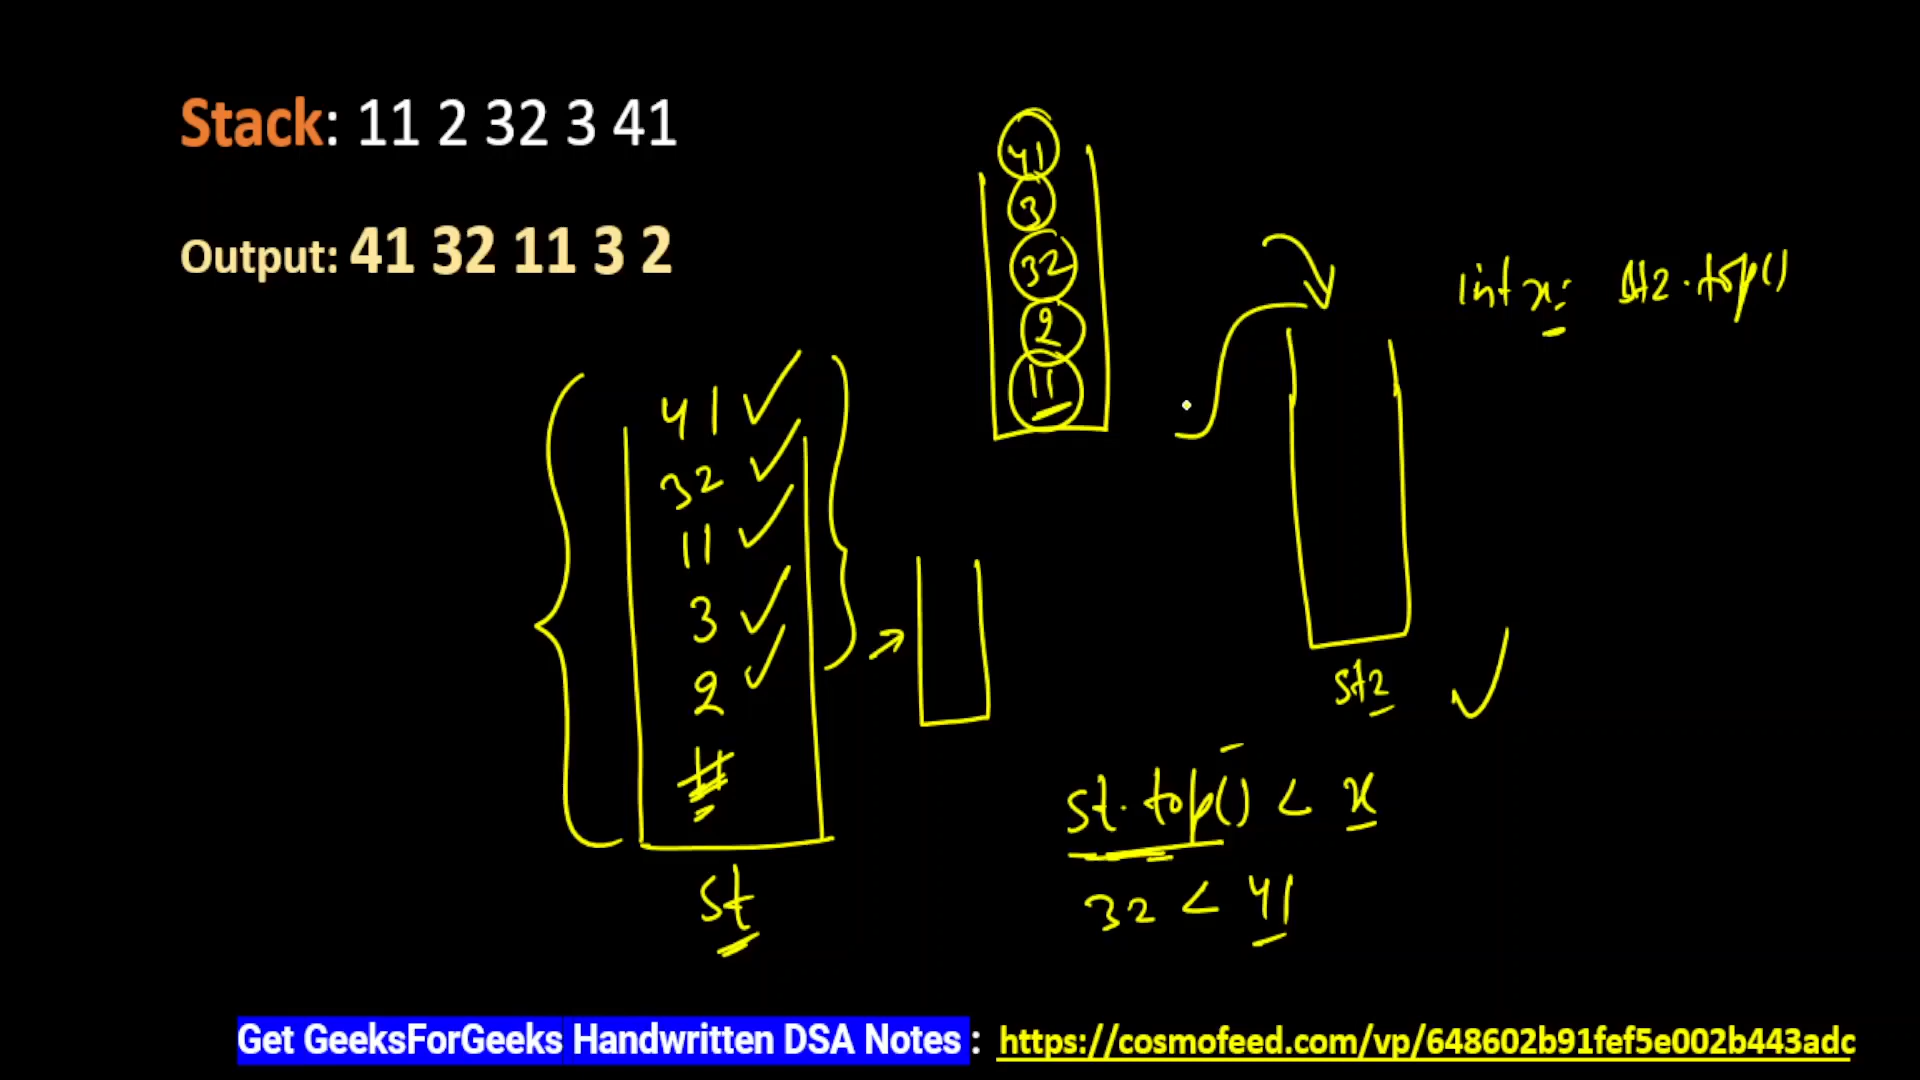 Stack: 11 2 32 3 41
Output: 41 32 11 3 2
41
3
32
2
11
int x = st2.top()
41
32
11
3
2
st
st2
st.top() < x
32 < 41
Get GeeksForGeeks Handwritten DSA Notes : https://cosmofeed.com/vp/648602b91fef5e002b443adc